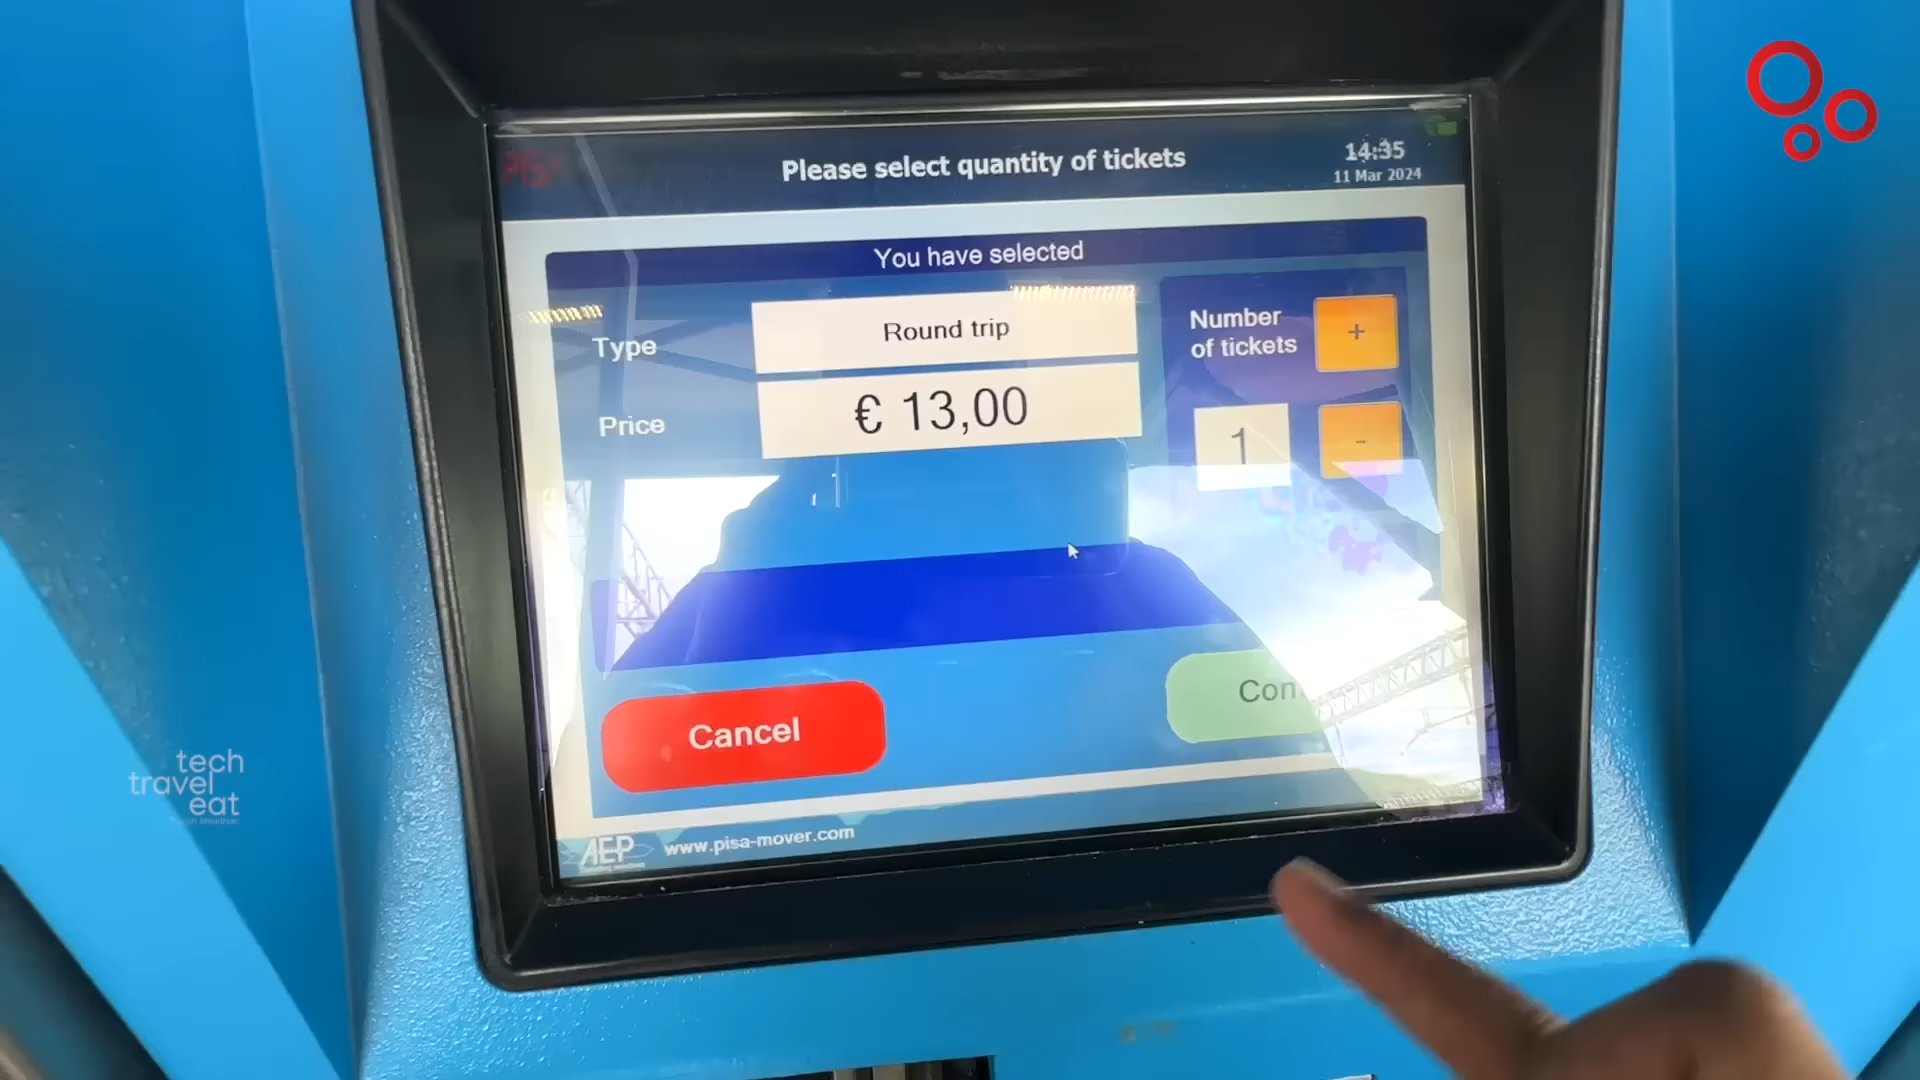 PISA
Please select quantity of tickets
14:35
11 Mar 2024
You have selected
Type
Round trip
Number
of tickets
+
Price
€ 13,00
1
-
Cancel
Con
AEP
www.pisa-mover.com
tech
travel
eat